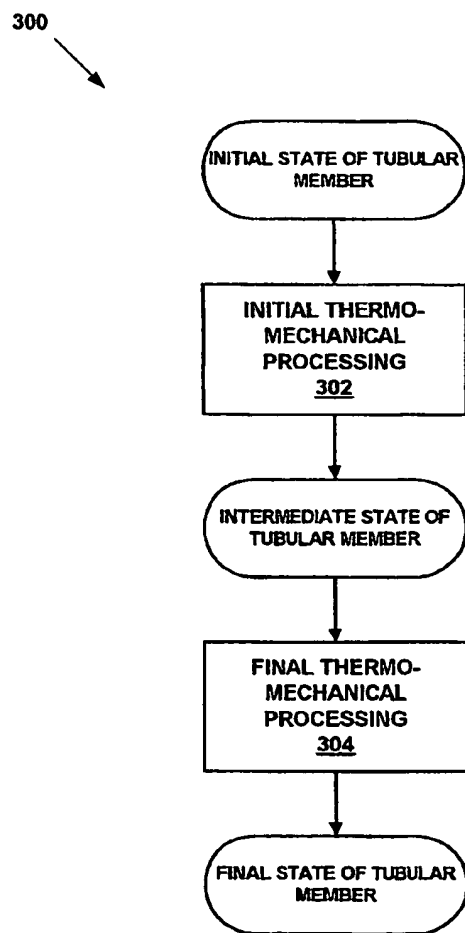 300
INITIAL STATE OF TUBULAR
MEMBER
INITIAL THERMO-
MECHANICAL
PROCESSING
302
INTERMEDIATE STATE OF
TUBULAR MEMBER
FINAL THERMO-
MECHANICAL
PROCESSING
304
FINAL STATE OF TUBULAR
MEMBER